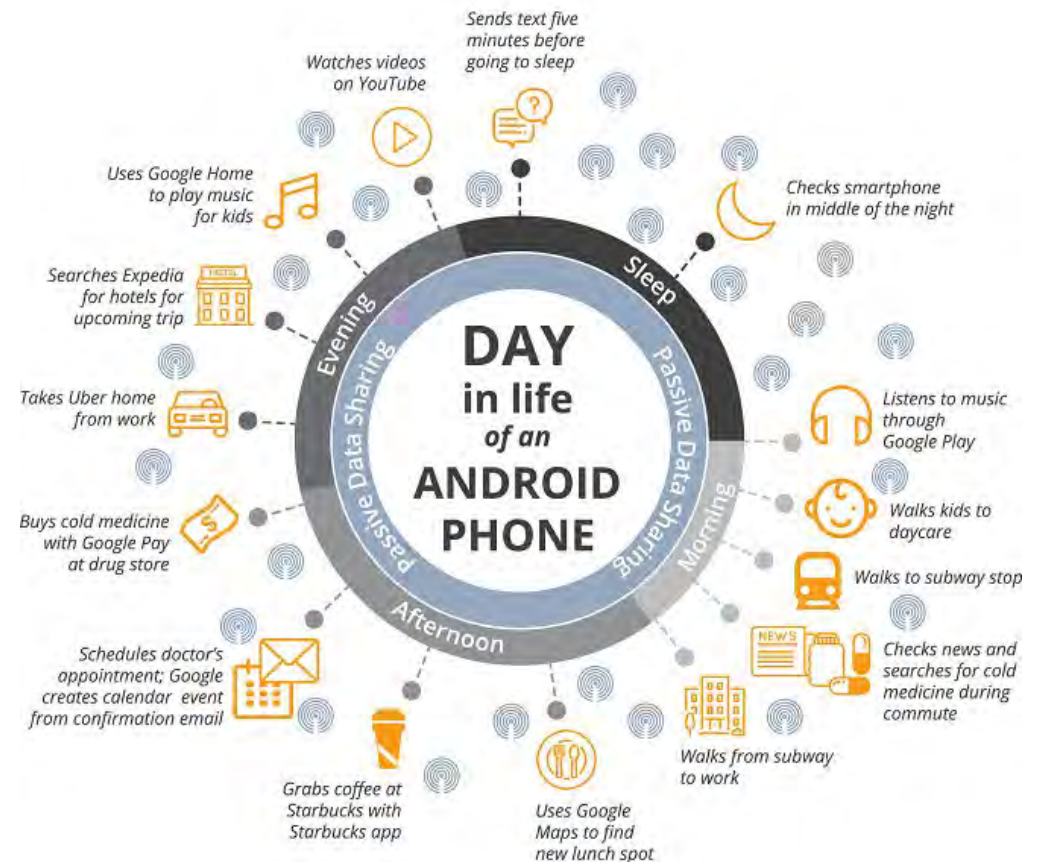 DAY
in life
of an
ANDROID
PHONE
Sleep
Passive Data Sharing
Morning
Afternoon
Evening
Passive Data Sharing
Sends text five
minutes before
going to sleep
?
Checks smartphone
in middle of the night
Listens to music
through
Google Play
Walks kids to
daycare
Walks to subway stop
NEWS
Checks news and
searches for cold
medicine during
commute
Walks from subway
to work
Uses Google
Maps to find
new lunch spot
Grabs coffee at
Starbucks with
Starbucks app
Schedules doctor's
appointment; Google
creates calendar event
from confirmation email
Buys cold medicine
with Google Pay
at drug store
$
Takes Uber home
from work
Searches Expedia
for hotels for
upcoming trip
HOTEL
Uses Google Home
to play music
for kids
Watches videos
on YouTube